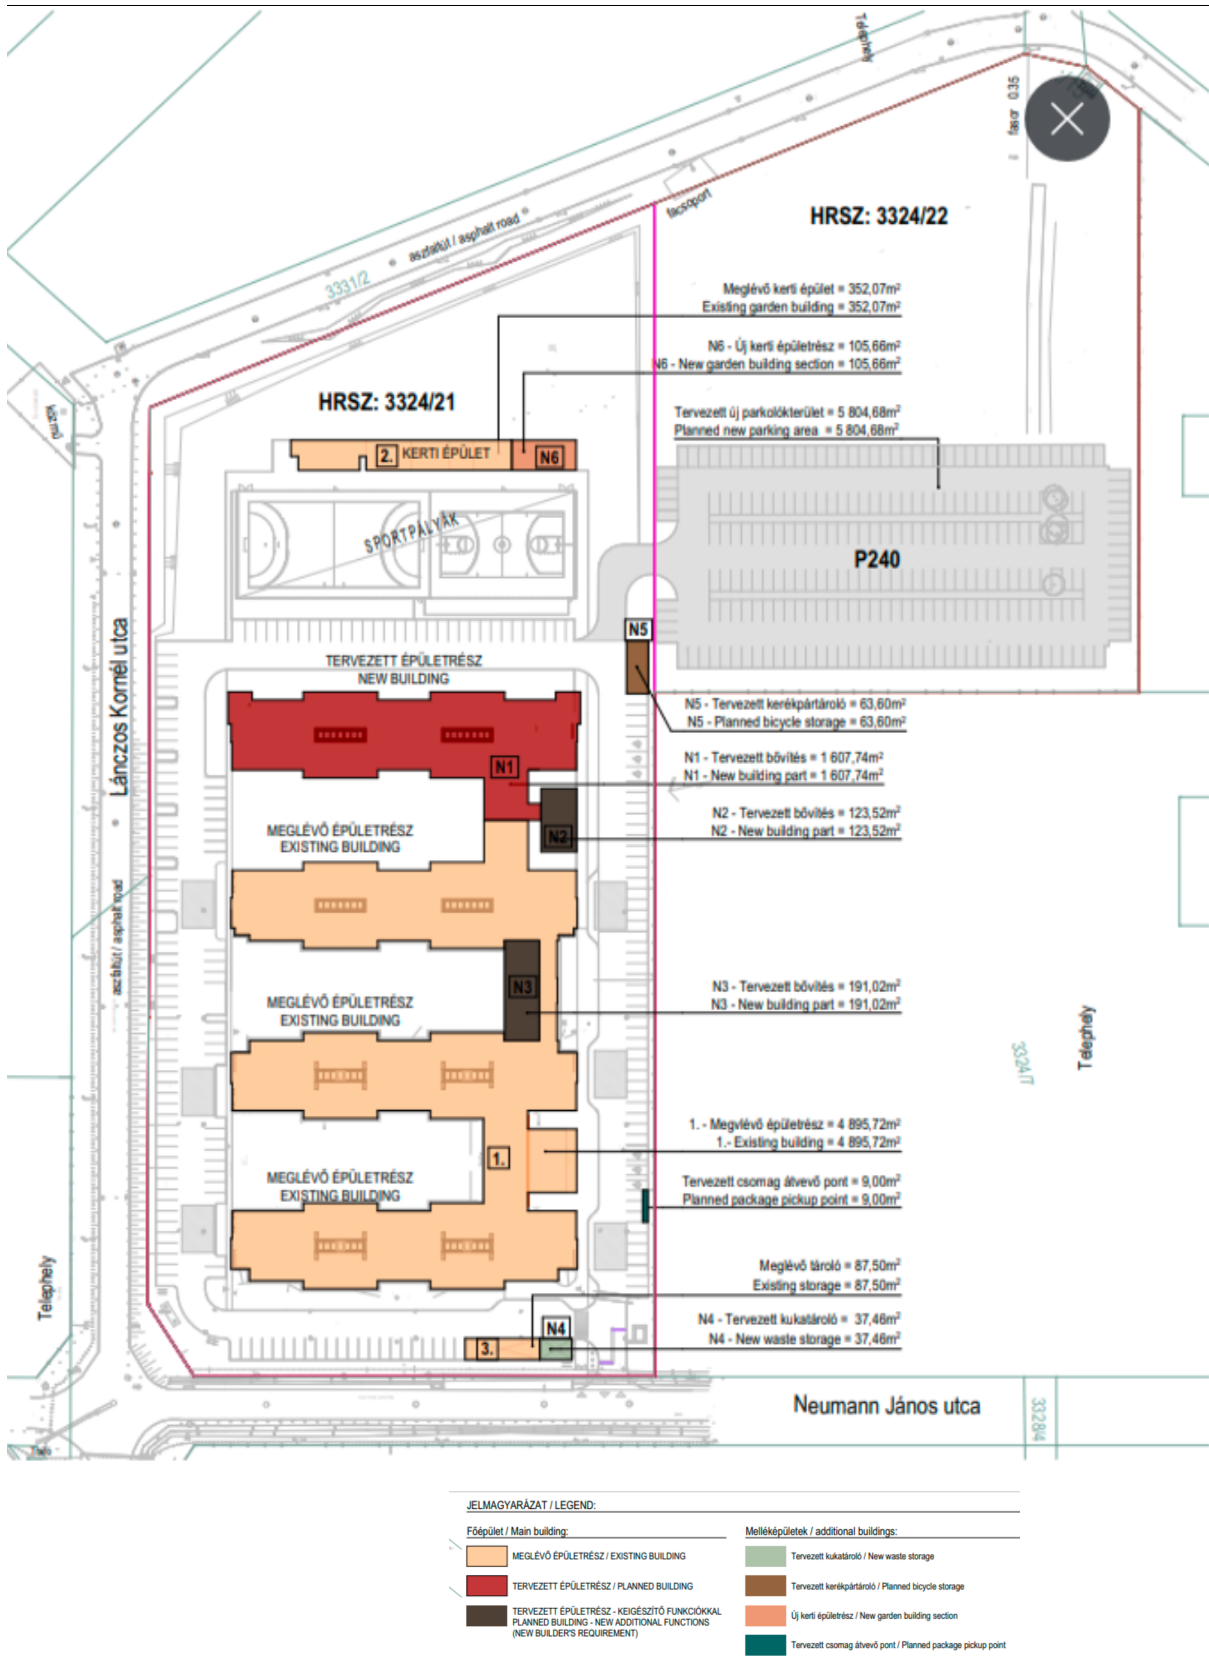 Telephely
fasor 0.35
HRSZ: 3324/22
facsoport
aszfaltút / asphalt road
3331/2
Meglévő kerti épület = 352,07m²
Existing garden building = 352,07m²
N6 - Új kerti épületrész = 105,66m²
N6 - New garden building section = 105,66m²
HRSZ: 3324/21
közmű
Tervezett új parkolókterület = 5 804,68m²
Planned new parking area = 5 804,68m²
2. KERTI ÉPÜLET
N6
SPORTPÁLYÁK
P240
N5
Lánczos Kornél utca
TERVEZETT ÉPÜLETRÉSZ
NEW BUILDING
N5 - Tervezett kerékpártároló = 63,60m²
N5 - Planned bicycle storage = 63,60m²
N1
N1 - Tervezett bővítés = 1 607,74m²
N1 - New building part = 1 607,74m²
N2 - Tervezett bővítés = 123,52m²
N2 - New building part = 123,52m²
N2
MEGLÉVŐ ÉPÜLETRÉSZ
EXISTING BUILDING
aszfaltút / asphalt road
N3
N3 - Tervezett bővítés = 191,02m²
N3 - New building part = 191,02m²
MEGLÉVŐ ÉPÜLETRÉSZ
EXISTING BUILDING
3324/7
Telephely
1. - Megvlévő épületrész = 4 895,72m²
1.- Existing building = 4 895,72m²
1.
MEGLÉVŐ ÉPÜLETRÉSZ
EXISTING BUILDING
Tervezett csomag átvevő pont = 9,00m²
Planned package pickup point = 9,00m²
Telephely
Meglévő tároló = 87,50m²
Existing storage = 87,50m²
N4
N4 - Tervezett kukatároló = 37,46m²
N4 - New waste storage = 37,46m²
3.
Neumann János utca
3328/4
JELMAGYARÁZAT / LEGEND:
Főépület / Main building:
MEGLÉVŐ ÉPÜLETRÉSZ / EXISTING BUILDING
TERVEZETT ÉPÜLETRÉSZ / PLANNED BUILDING
TERVEZETT ÉPÜLETRÉSZ - KEIGÉSZÍTŐ FUNKCIÓKKAL
PLANNED BUILDING - NEW ADDITIONAL FUNCTIONS
(NEW BUILDER'S REQUIREMENT)
Melléképületek / additional buildings:
Tervezett kukatároló / New waste storage
Tervezett kerékpártároló / Planned bicycle storage
Új kerti épületrész / New garden building section
Tervezett csomag átvevő pont / Planned package pickup point